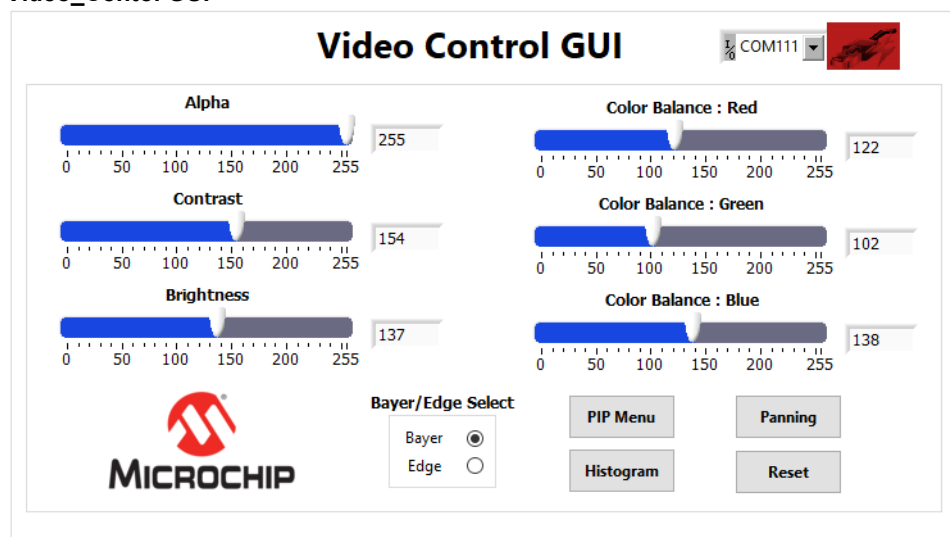 Video Control GUI
I/O COM111
Alpha
255
0 50 100 150 200 255
Contrast
154
0 50 100 150 200 255
Brightness
137
0 50 100 150 200 255
Color Balance : Red
122
0 50 100 150 200 255
Color Balance : Green
102
0 50 100 150 200 255
Color Balance : Blue
138
0 50 100 150 200 255
MICROCHIP
Bayer/Edge Select
Bayer
Edge
PIP Menu
Panning
Histogram
Reset